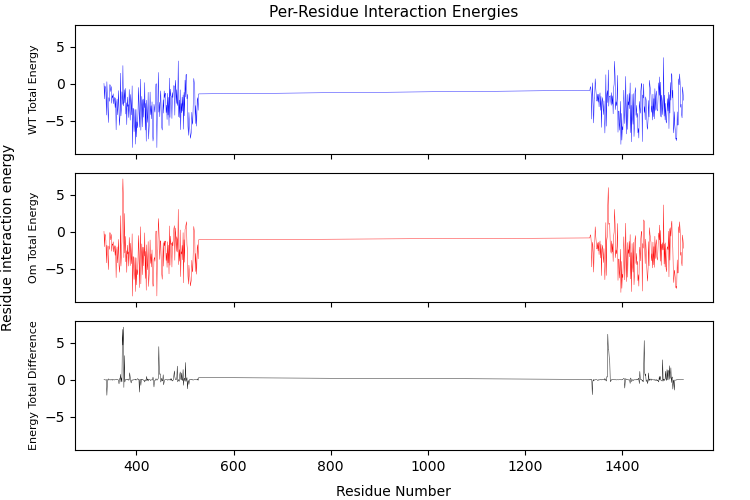 Per-Residue Interaction Energies
Residue interaction energy
WT Total Energy
5
0
−5
Om Total Energy
5
0
−5
Energy Total Difference
5
0
−5
400 600 800 1000 1200 1400
Residue Number